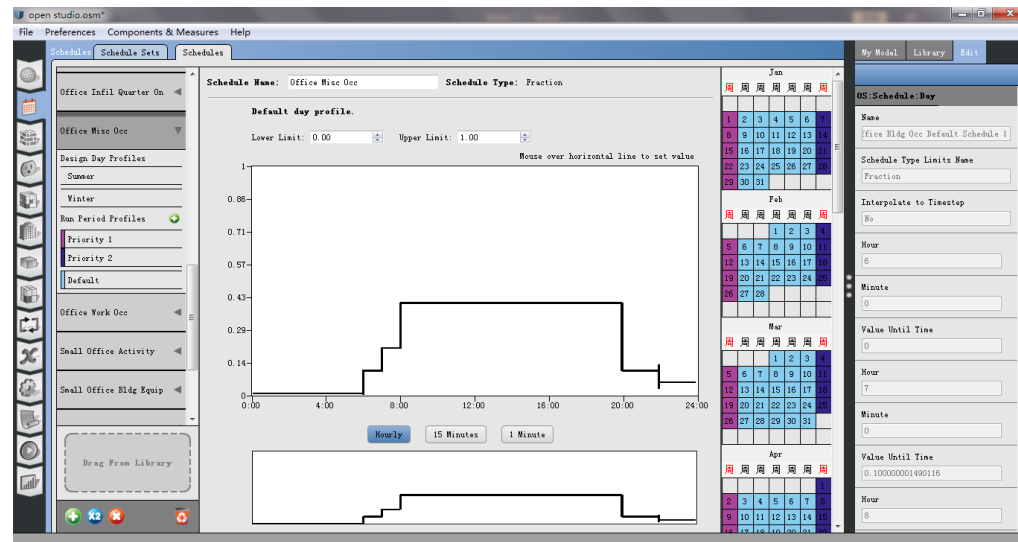 open studio.osm*
File Preferences Components & Measures Help
Schedules Schedule Sets Schedules
My Model Library Edit
Office Infil Quarter On
Office Misc Occ
Design Day Profiles
Summer
Winter
Run Period Profiles
Priority 1
Priority 2
Default
Office Work Occ
Small Office Activity
Small Office Bldg Equip
Drag From Library
X2
Schedule Name: Office Misc Occ Schedule Type: Fraction
Default day profile.
Lower Limit: 0.00 Upper Limit: 1.00
Mouse over horizontal line to set value
1
0.86
0.71
0.57
0.43
0.29
0.14
0
0:00 4:00 8:00 12:00 16:00 20:00 24:00
Hourly 15 Minutes 1 Minute
Jan
周 周 周 周 周 周 周
1 2 3 4 5 6 7
8 9 10 11 12 13 14
15 16 17 18 19 20 21
22 23 24 25 26 27 28
29 30 31
Feb
周 周 周 周 周 周 周
1 2 3 4
5 6 7 8 9 10 11
12 13 14 15 16 17 18
19 20 21 22 23 24 25
26 27 28
Mar
周 周 周 周 周 周 周
1 2 3 4
5 6 7 8 9 10 11
12 13 14 15 16 17 18
19 20 21 22 23 24 25
26 27 28 29 30 31
Apr
周 周 周 周 周 周 周
1
2 3 4 5 6 7 8
9 10 11 12 13 14 15
16 17 18 19 20 21 22
OS:Schedule:Day
Name
ffice Bldg Occ Default Schedule 1
Schedule Type Limits Name
Fraction
Interpolate to Timestep
No
Hour
6
Minute
0
Value Until Time
0
Hour
7
Minute
0
Value Until Time
0.100000001490116
Hour
8